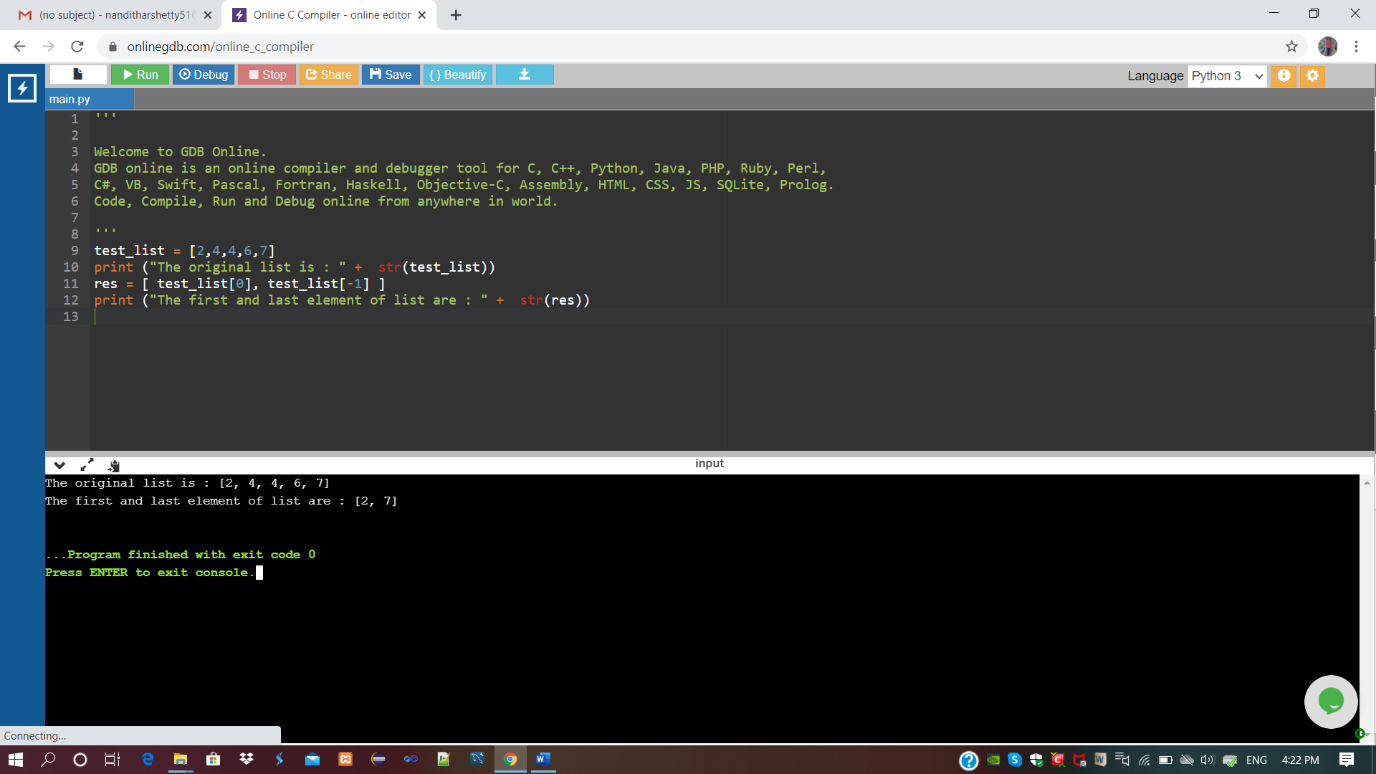 (no subject) - nanditharshetty516
Online C Compiler - online editor
onlinegdb.com/online_c_compiler
Run Debug Stop Share Save {} Beautify Language Python 3
main.py
1 '''
2
3 Welcome to GDB Online.
4 GDB online is an online compiler and debugger tool for C, C++, Python, Java, PHP, Ruby, Perl,
5 C#, VB, Swift, Pascal, Fortran, Haskell, Objective-C, Assembly, HTML, CSS, JS, SQLite, Prolog.
6 Code, Compile, Run and Debug online from anywhere in world.
7
8 '''
9 test_list = [2,4,4,6,7]
10 print ("The original list is : " +  str(test_list))
11 res = [ test_list[0], test_list[-1] ]
12 print ("The first and last element of list are : " +  str(res))
13
input
The original list is : [2, 4, 4, 6, 7]
The first and last element of list are : [2, 7]
...Program finished with exit code 0
Press ENTER to exit console.
Connecting...
ENG 4:22 PM